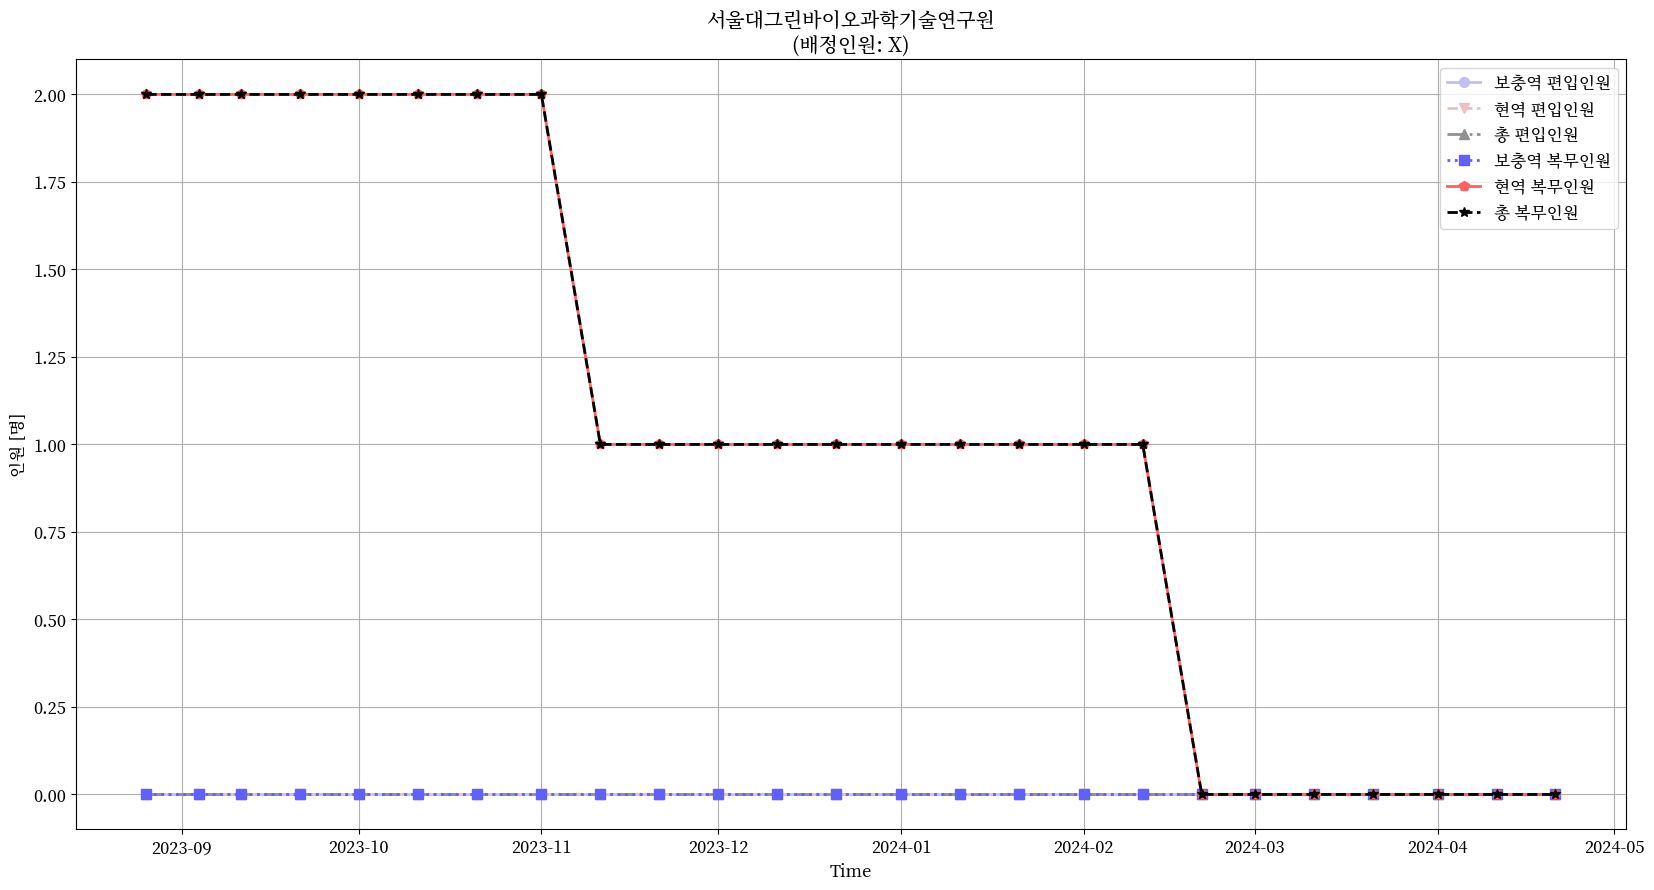 서울대그린바이오과학기술연구원
(배정인원: X)
보충역 편입인원
현역 편입인원
총 편입인원
보충역 복무인원
현역 복무인원
총 복무인원
인원 [명]
2.00
1.75
1.50
1.25
1.00
0.75
0.50
0.25
0.00
2023-09 2023-10 2023-11 2023-12 2024-01 2024-02 2024-03 2024-04 2024-05
Time